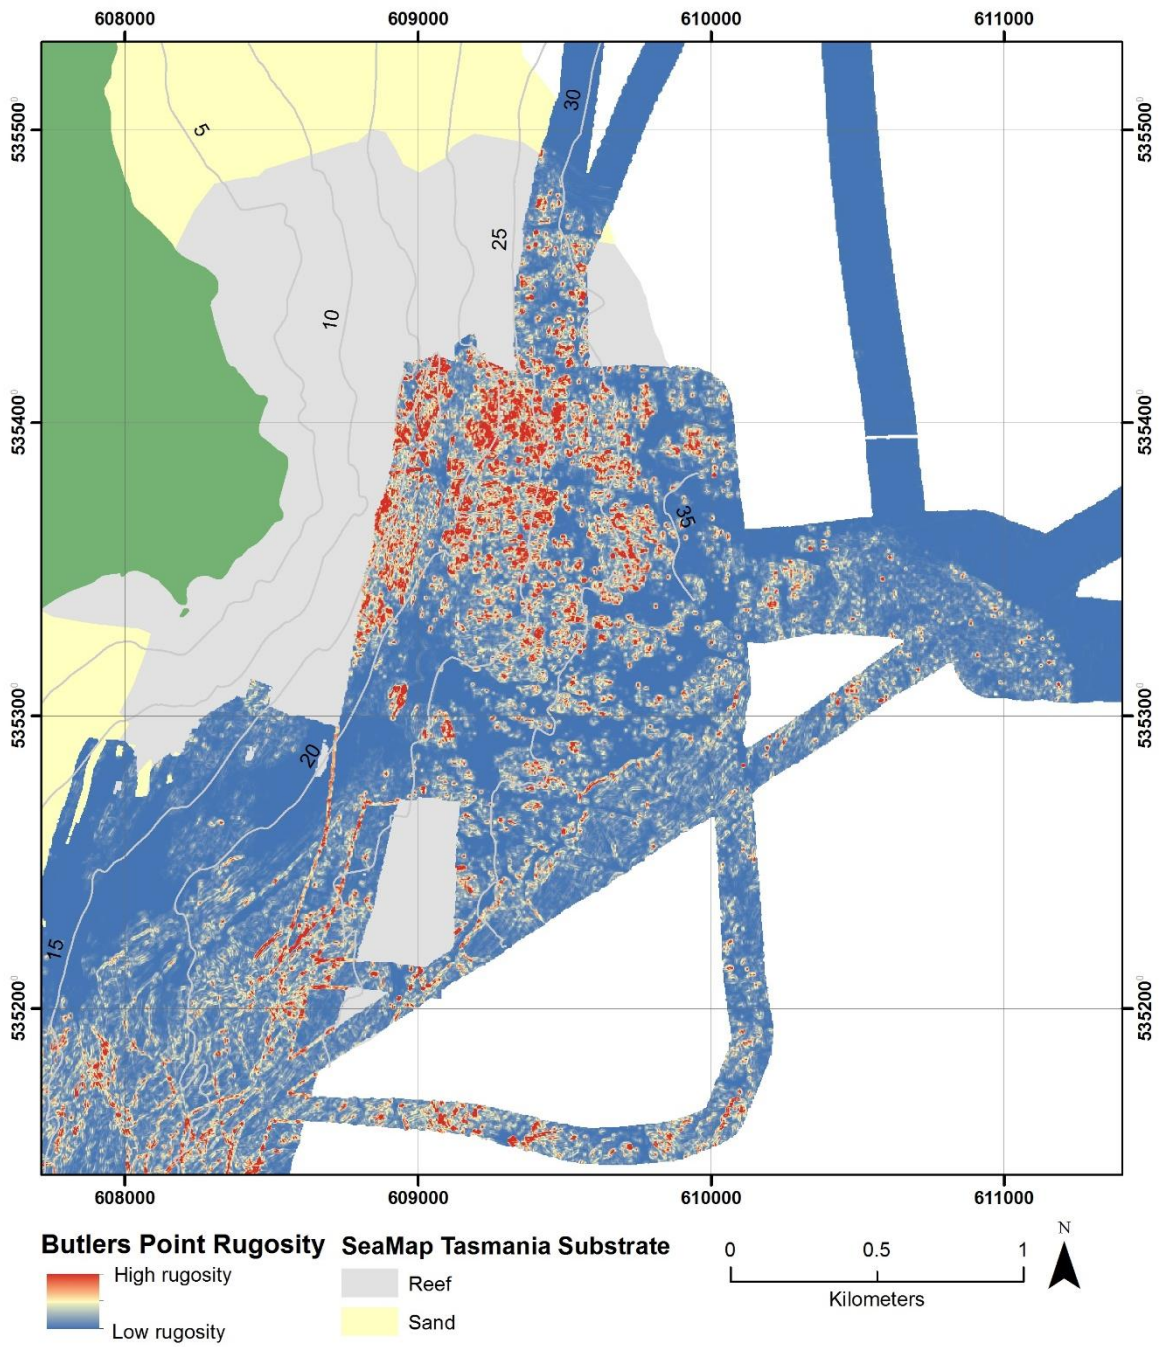 608000 609000 610000 611000
5355000 5355000
5354000 5354000
5353000 5353000
5352000 5352000
30
5
25
10
35
20
15
608000 609000 610000 611000
Butlers Point Rugosity
High rugosity
Low rugosity
SeaMap Tasmania Substrate
Reef
Sand
0 0.5 1
Kilometers
N